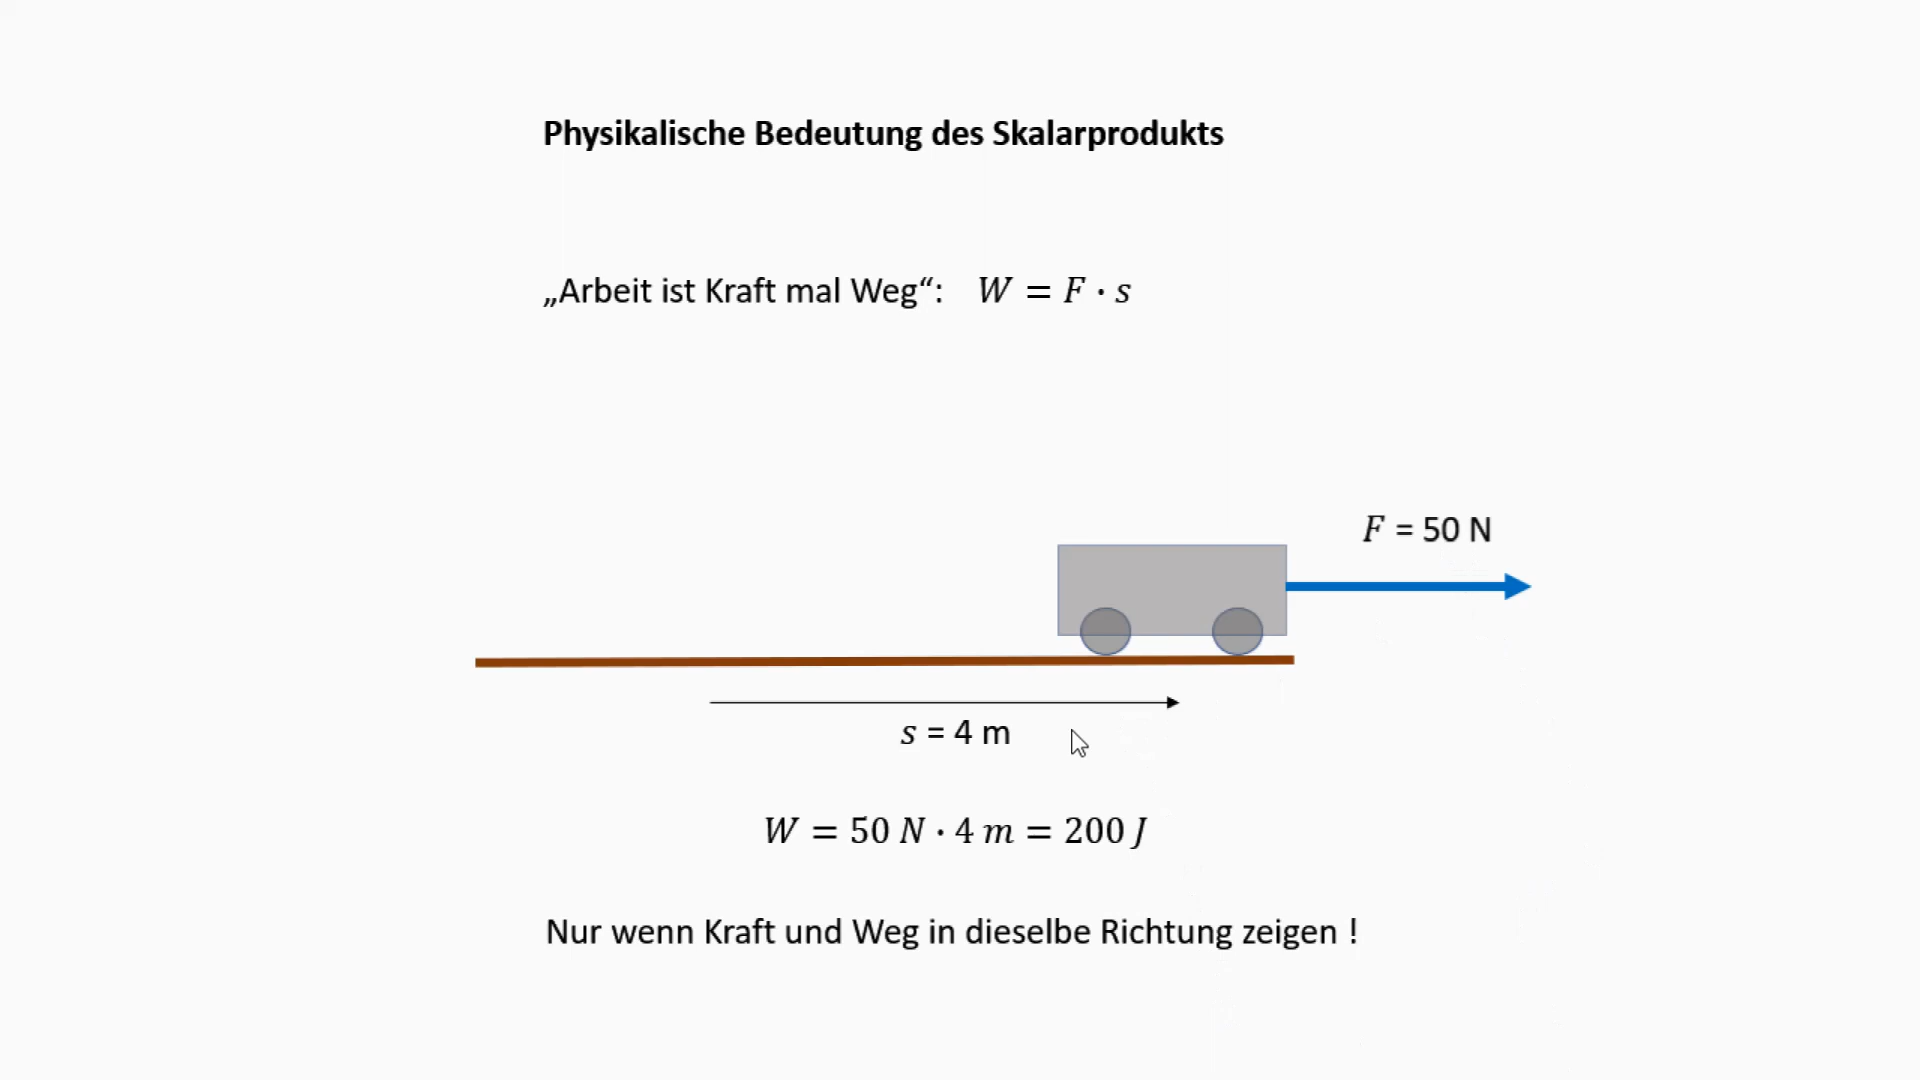 Physikalische Bedeutung des Skalarprodukts
„Arbeit ist Kraft mal Weg“: W = F · s
F = 50 N
s = 4 m
W = 50 N · 4 m = 200 J
Nur wenn Kraft und Weg in dieselbe Richtung zeigen !